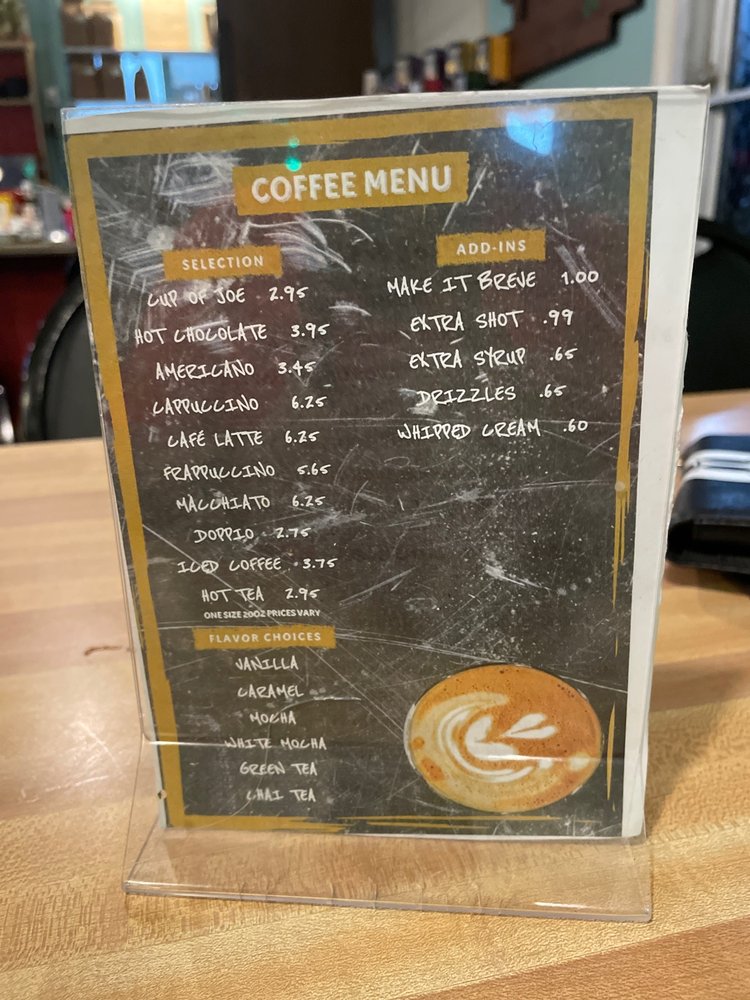 COFFEE MENU
SELECTION
CUP OF JOE 2.95
HOT CHOCOLATE 3.95
AMERICANO 3.45
CAPPUCCINO 6.25
CAFÉ LATTE 6.25
FRAPPUCCINO 5.65
MACCHIATO 6.25
DOPPIO 2.75
ICED COFFEE 3.75
HOT TEA 2.95
ONE SIZE 20OZ PRICES VARY
FLAVOR CHOICES
VANILLA
CARAMEL
MOCHA
WHITE MOCHA
GREEN TEA
CHAI TEA
ADD-INS
MAKE IT BREVE 1.00
EXTRA SHOT .99
EXTRA SYRUP .65
DRIZZLES .65
WHIPPED CREAM .60